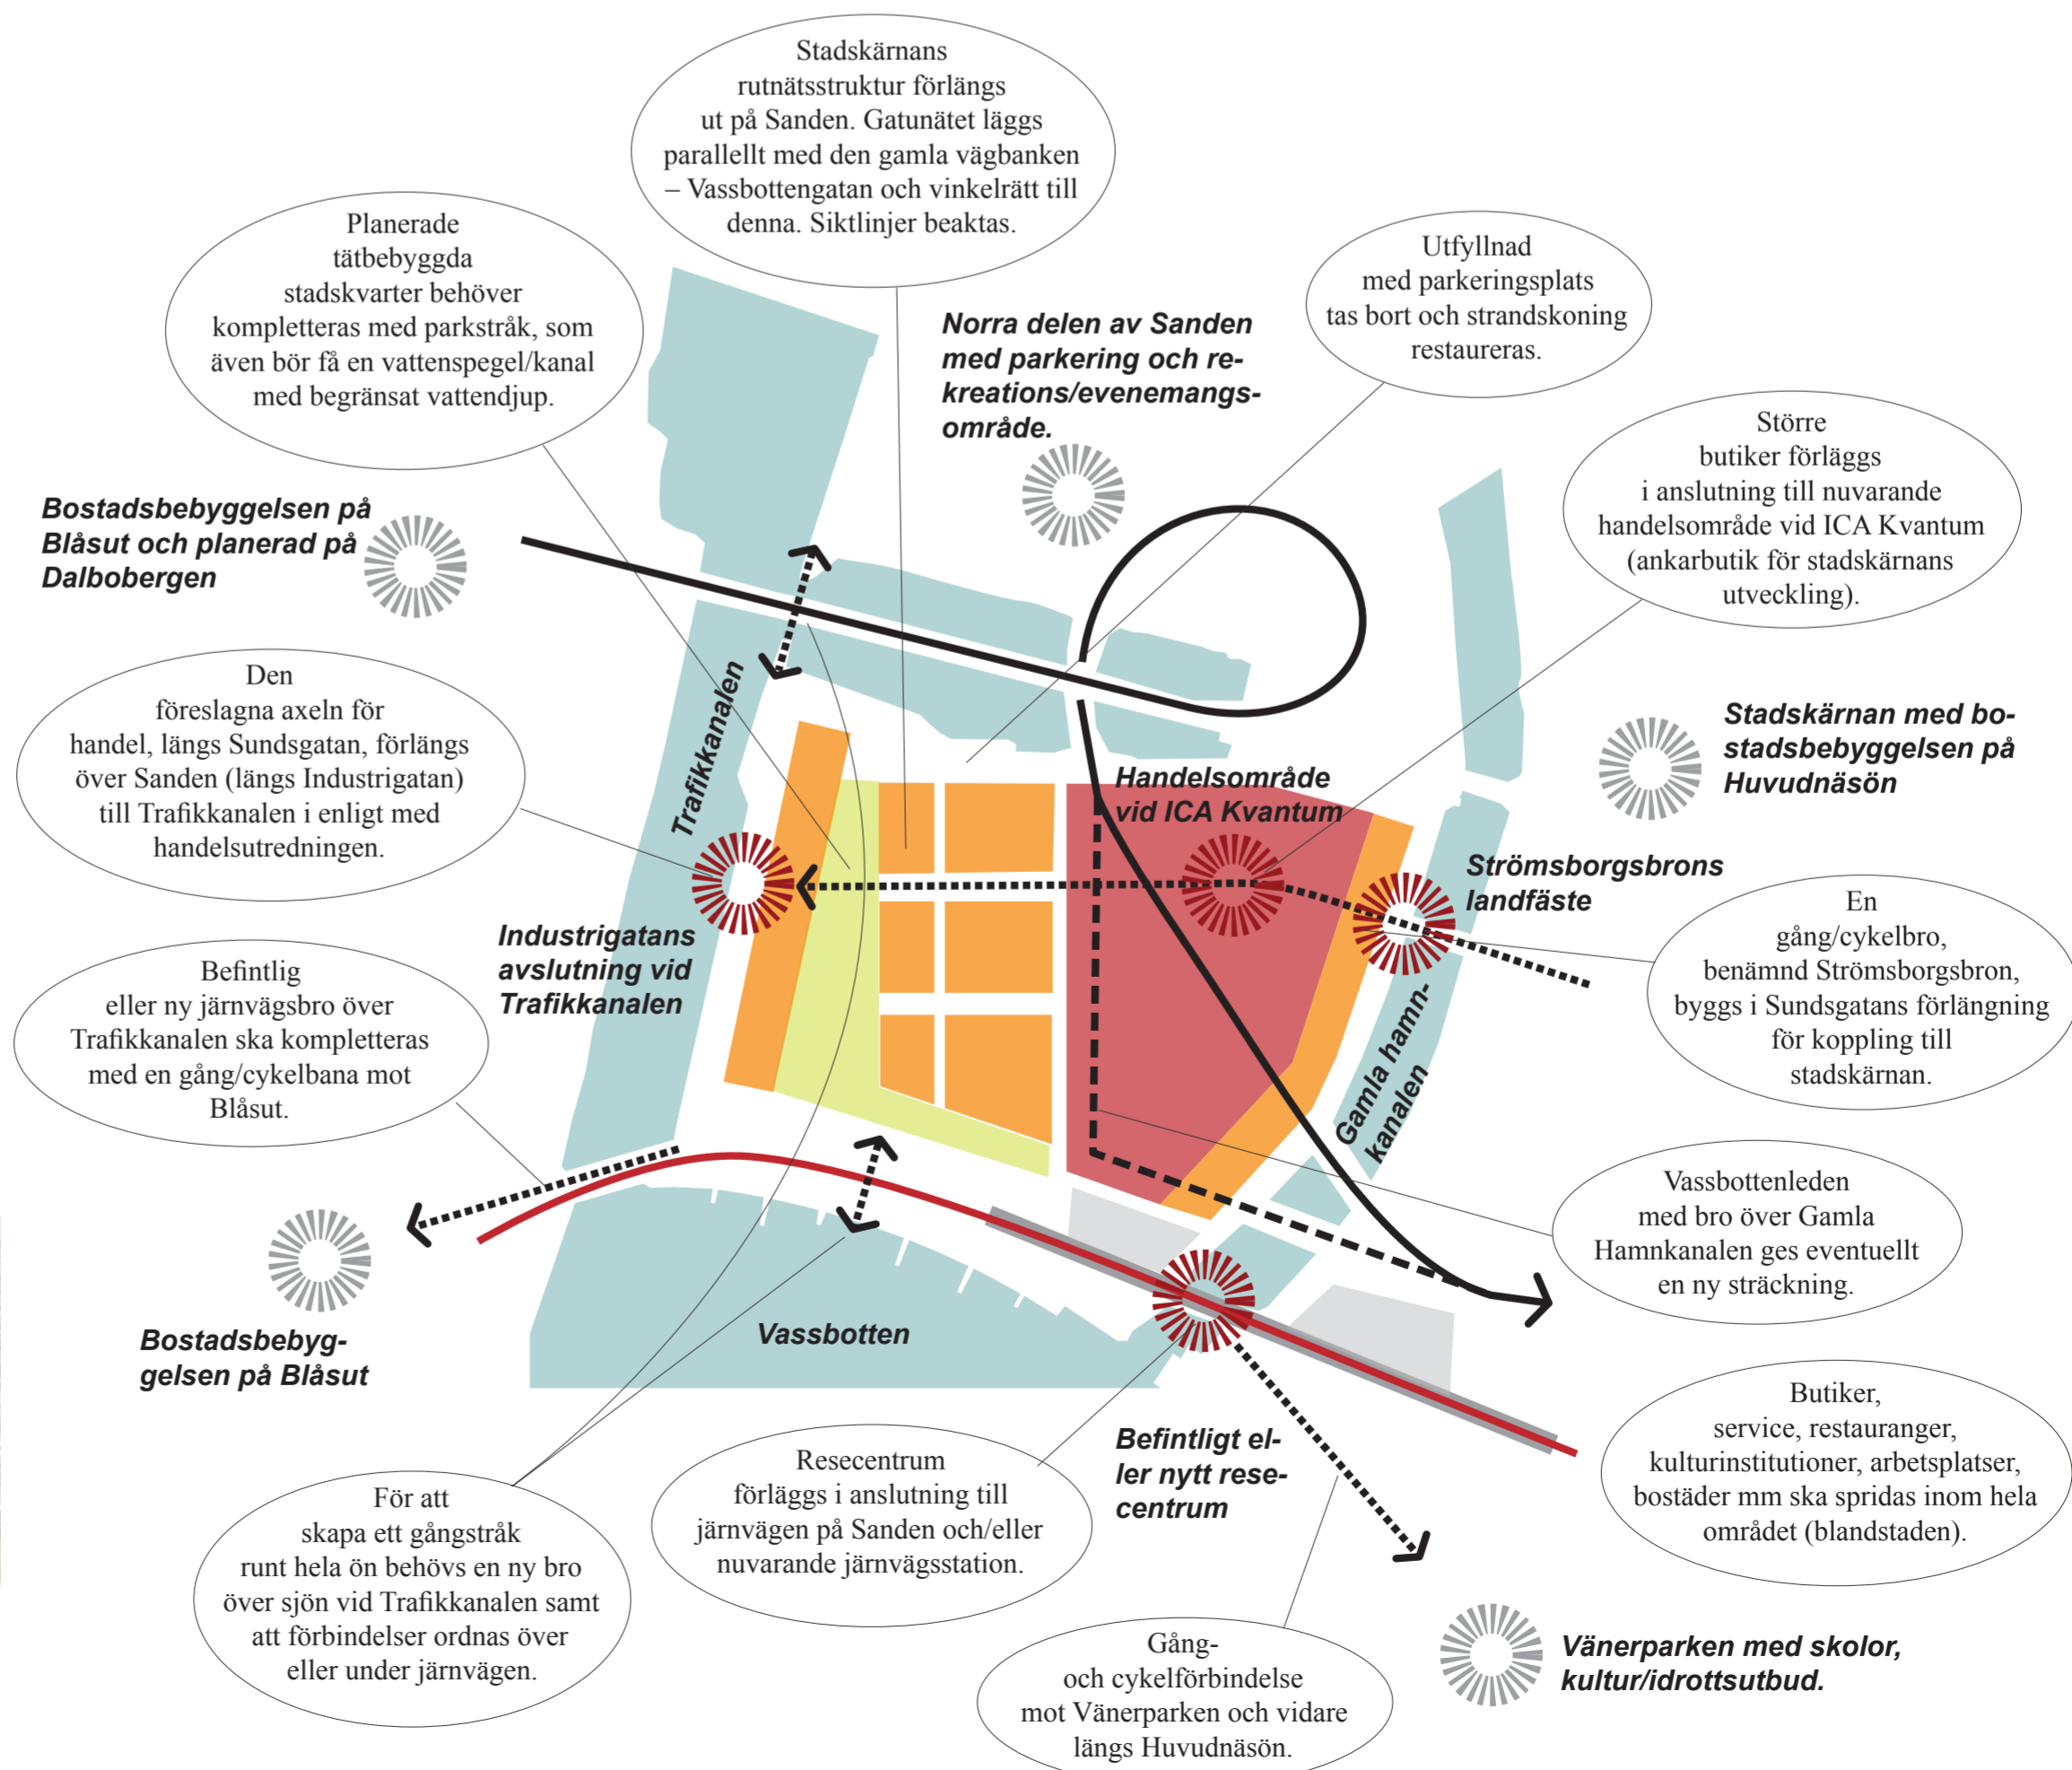 Stadskärnans
rutnätsstruktur förlängs
ut på Sanden. Gatunätet läggs
parallellt med den gamla vägbanken
– Vassbottengatan och vinkelrätt till
denna. Siktlinjer beaktas.
Planerade
tätbebyggda
stadskvarter behöver
kompletteras med parkstråk, som
även bör få en vattenspegel/kanal
med begränsat vattendjup.
Utfyllnad
med parkeringsplats
tas bort och strandskoning
restaureras.
Norra delen av Sanden
med parkering och re-
kreations/evenemangs-
område.
Större
butiker förläggs
i anslutning till nuvarande
handelsområde vid ICA Kvantum
(ankarbutik för stadskärnans
utveckling).
Bostadsbebyggelsen på
Blåsut och planerad på
Dalbobergen
Den
föreslagna axeln för
handel, längs Sundsgatan, förlängs
över Sanden (längs Industrigatan)
till Trafikkanalen i enligt med
handelsutredningen.
Trafikkanalen
Handelsområde
vid ICA Kvantum
Stadskärnan med bo-
stadsbebyggelsen på
Huvudnäsön
Strömsborgsbrons
landfäste
Industrigatans
avslutning vid
Trafikkanalen
En
gång/cykelbro,
benämnd Strömsborgsbron,
byggs i Sundsgatans förlängning
för koppling till
stadskärnan.
Befintlig
eller ny järnvägsbro över
Trafikkanalen ska kompletteras
med en gång/cykelbana mot
Blåsut.
Gamla hamn-
kanalen
Vassbottenleden
med bro över Gamla
Hamnkanalen ges eventuellt
en ny sträckning.
Bostadsbebyg-
gelsen på Blåsut
Vassbotten
Befintligt el-
ler nytt rese-
centrum
Butiker,
service, restauranger,
kulturinstitutioner, arbetsplatser,
bostäder mm ska spridas inom hela
området (blandstaden).
För att
skapa ett gångstråk
runt hela ön behövs en ny bro
över sjön vid Trafikkanalen samt
att förbindelser ordnas över
eller under järnvägen.
Resecentrum
förläggs i anslutning till
järnvägen på Sanden och/eller
nuvarande järnvägsstation.
Gång-
och cykelförbindelse
mot Vänerparken och vidare
längs Huvudnäsön.
Vänerparken med skolor,
kultur/idrottsutbud.